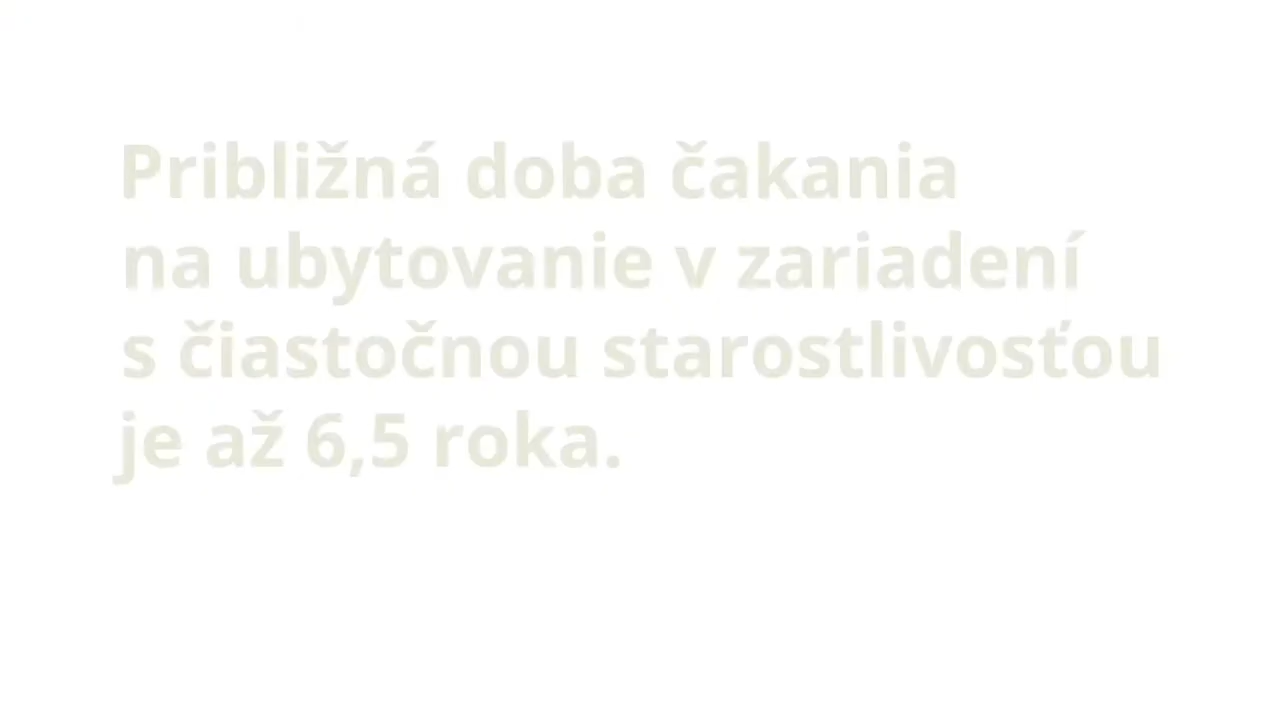 Približná doba čakania
na ubytovanie v zariadení
s čiastočnou starostlivosťou
je až 6,5 roka.